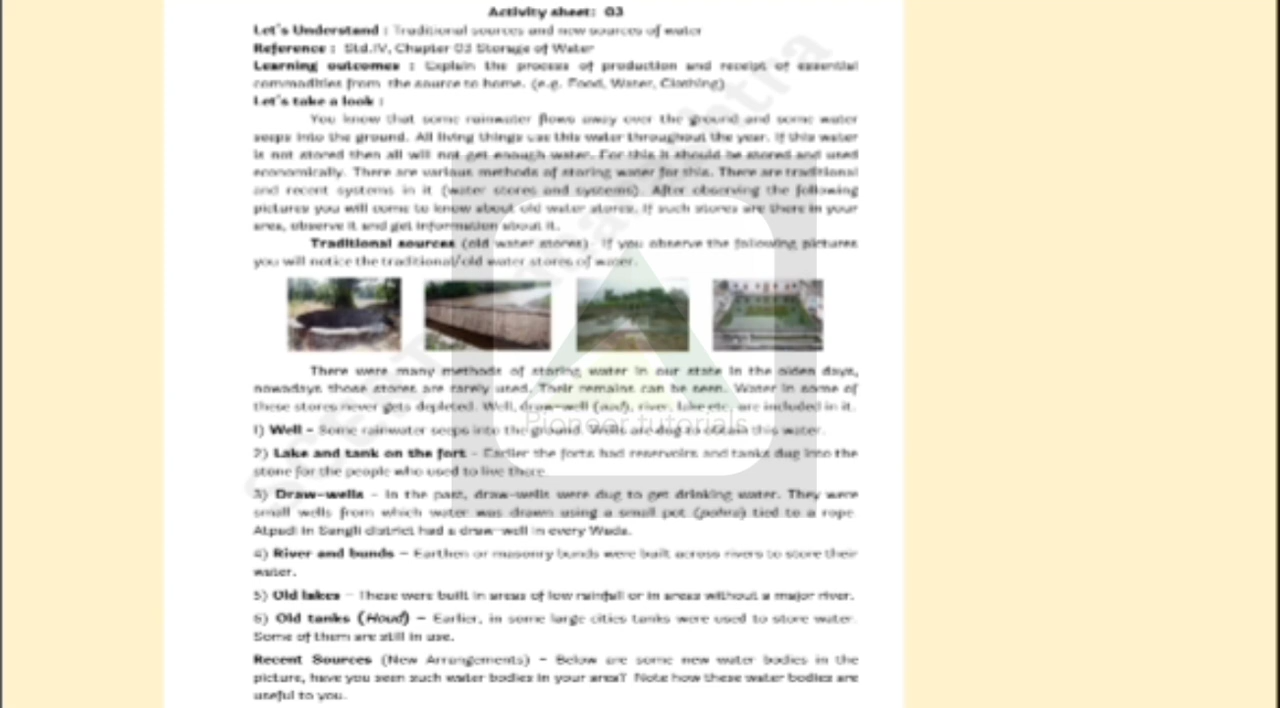 Activity sheet: 03
Let's Understand : Traditional sources and new sources of water
Reference : Std.IV, Chapter 03 Storage of Water
Learning outcomes : Explain the process of production and receipt of essential
commodities from the source to home. (e.g. Food, Water, Clothing)
Let's take a look :
You know that some rainwater flows away over the ground and some water
seeps into the ground. All living things use this water throughout the year. If this water
is not stored then all will not get enough water. For this it should be stored and used
economically. There are various methods of storing water for this. There are traditional
and recent systems in it (water stores and systems). After observing the following
pictures you will come to know about old water stores. If such stores are there in your
area, observe it and get information about it.
Traditional sources (old water stores) If you observe the following pictures
you will notice the traditional/old water stores of water.
There were many methods of storing water in our state in the olden days,
nowadays those stores are rarely used. Their remains can be seen. Water in some of
these stores never gets depleted. Well, draw-well (aad), river, lake etc. are included in it.
Pioneer tutorials
1) Well - Some rainwater seeps into the ground. Wells are dug to obtain this water.
2) Lake and tank on the fort - Earlier the forts had reservoirs and tanks dug into the
stone for the people who used to live there.
3) Draw-wells - In the past, draw-wells were dug to get drinking water. They were
small wells from which water was drawn using a small pot (pohra) tied to a rope.
Atpadi in Sangli district had a draw-well in every Wada.
4) River and bunds - Earthen or masonry bunds were built across rivers to store their
water.
5) Old lakes - These were built in areas of low rainfall or in areas without a major river.
6) Old tanks (Houd) - Earlier, in some large cities tanks were used to store water.
Some of them are still in use.
Recent Sources (New Arrangements) - Below are some new water bodies in the
picture, have you seen such water bodies in your area? Note how these water bodies are
useful to you.